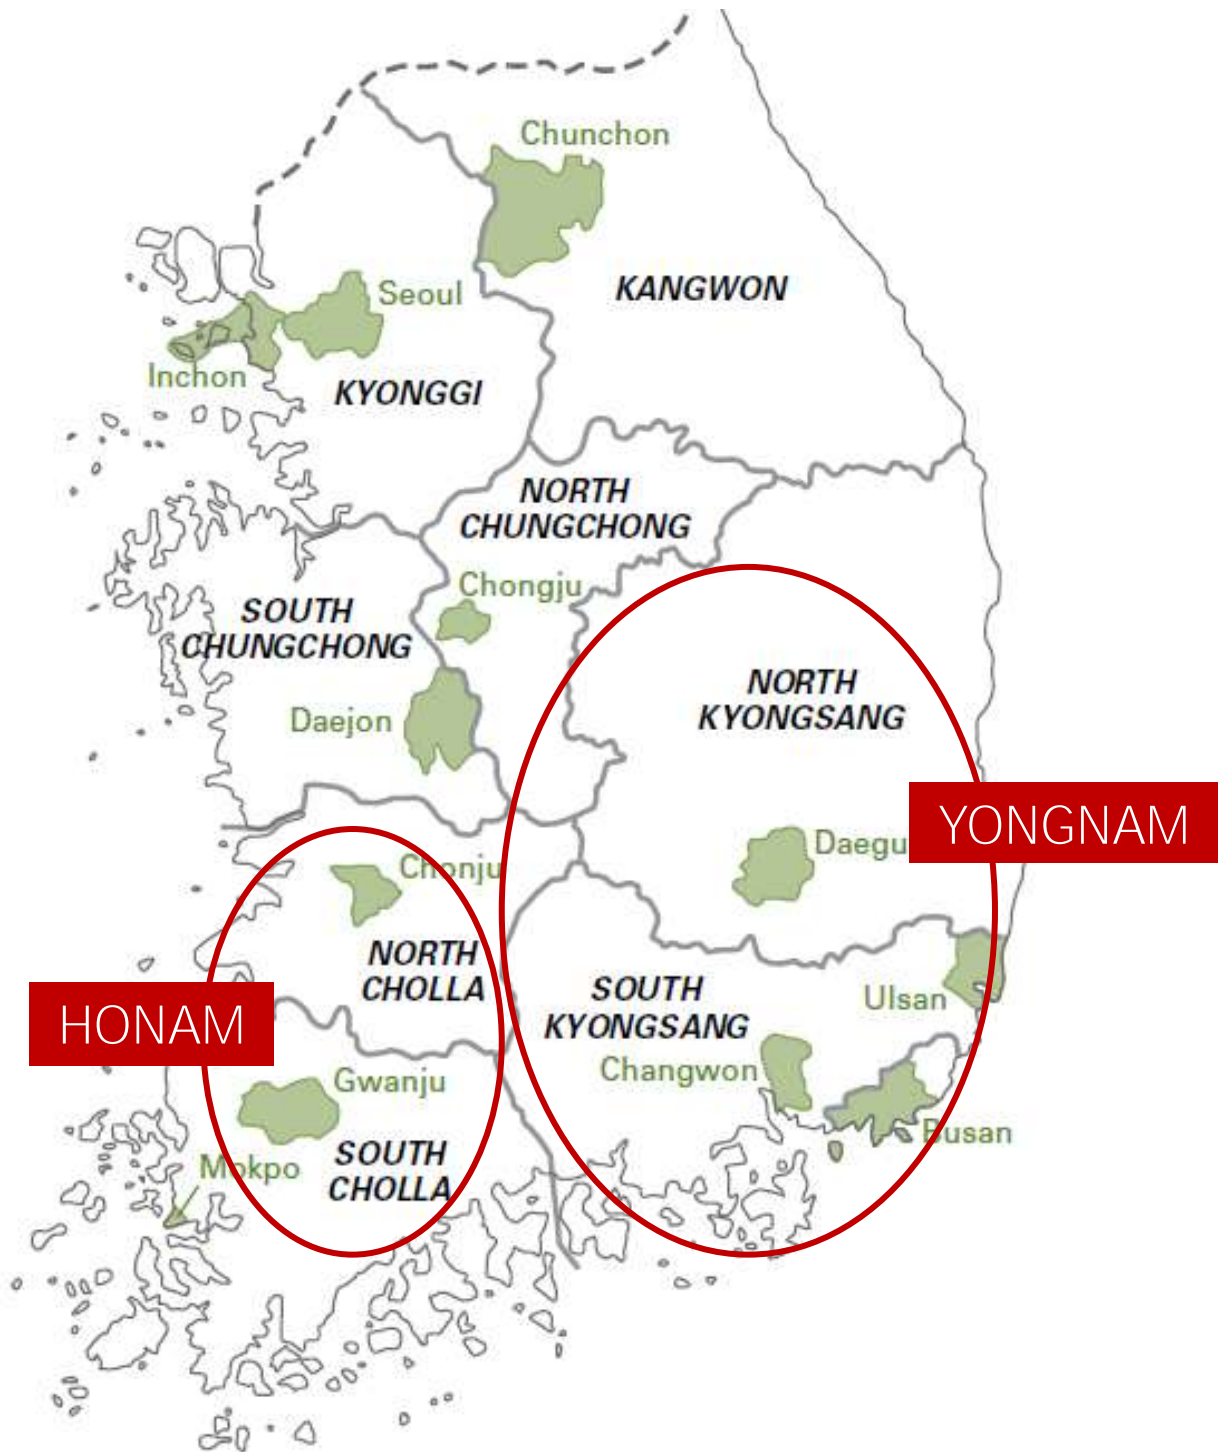 Chunchon
KANGWON
Seoul
Inchon
KYONGGI
NORTH
CHUNGCHONG
Chongju
SOUTH
CHUNGCHONG
NORTH
KYONGSANG
Daejon
YONGNAM
Daegu
Chonju
NORTH
CHOLLA
SOUTH
KYONGSANG
Ulsan
HONAM
Changwon
Gwanju
Busan
SOUTH
CHOLLA
Mokpo